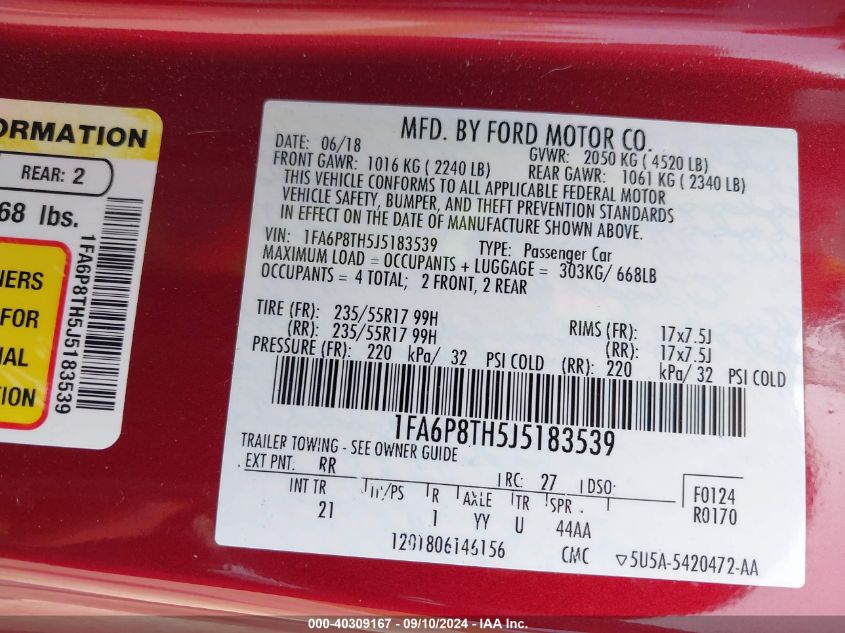 ORMATION
REAR: 2
68 lbs.
NERS
FOR
IAL
TION
1FA6P8TH5J5183539
MFD. BY FORD MOTOR CO.
DATE: 06/18 GVWR: 2050 KG ( 4520 LB)
FRONT GAWR: 1016 KG ( 2240 LB) REAR GAWR: 1061 KG ( 2340 LB)
THIS VEHICLE CONFORMS TO ALL APPLICABLE FEDERAL MOTOR
VEHICLE SAFETY, BUMPER, AND THEFT PREVENTION STANDARDS
IN EFFECT ON THE DATE OF MANUFACTURE SHOWN ABOVE.
VIN: 1FA6P8TH5J5183539 TYPE: Passenger Car
MAXIMUM LOAD = OCCUPANTS + LUGGAGE = 303KG/ 668LB
OCCUPANTS = 4 TOTAL; 2 FRONT, 2 REAR
TIRE (FR): 235/55R17 99H RIMS (FR): 17x7.5J
(RR): 235/55R17 99H (RR): 17x7.5J
PRESSURE (FR): 220 kPa/ 32 PSI COLD (RR): 220 kPa/ 32 PSI COLD
1FA6P8TH5J5183539
TRAILER TOWING - SEE OWNER GUIDE
EXT PNT: RR RC: 27 DSO:
INT TR TP/PS R AXLE TR SPR F0124
21 1 YY U 44AA R0170
1201806146156 CMC ▽5U5A-5420472-AA
000-40309167 - 09/10/2024 - IAAI.COM